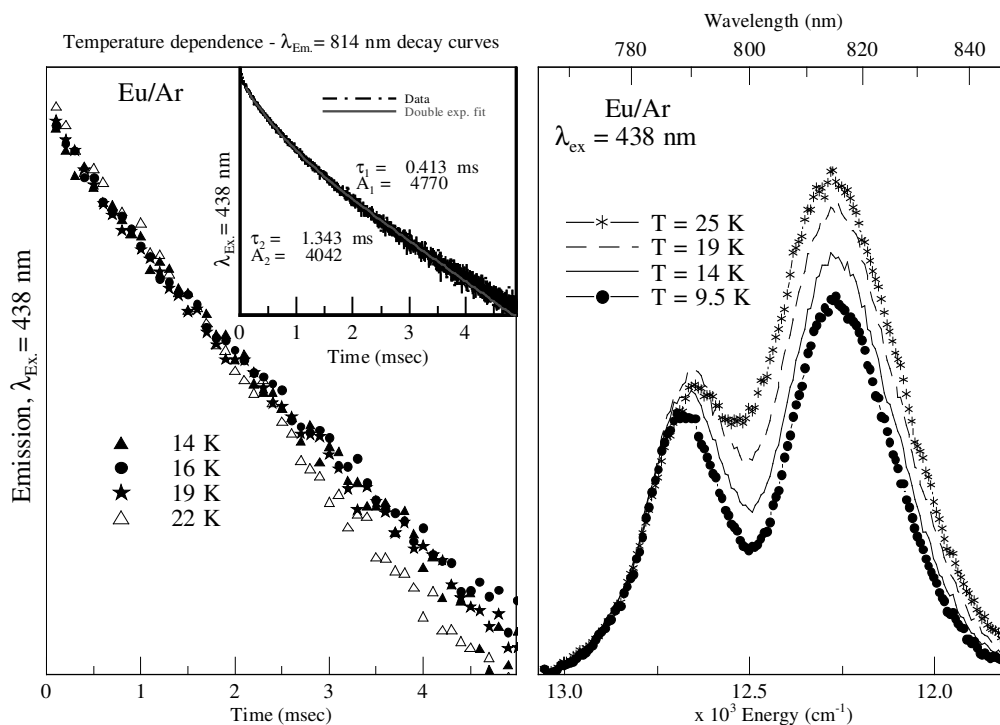 Temperature dependence - λEm.= 814 nm decay curves
Eu/Ar
Data
Double exp. fit
τ1 = 0.413 ms
A1 = 4770
τ2 = 1.343 ms
A2 = 4042
λEx. = 438 nm
0 1 2 3 4
Time (msec)
14 K
16 K
19 K
22 K
Emission, λEx. = 438 nm
0 1 2 3 4
Time (msec)
Wavelength (nm)
780 800 820 840
Eu/Ar
λex = 438 nm
T = 25 K
T = 19 K
T = 14 K
T = 9.5 K
13.0 12.5 12.0
x 10³ Energy (cm⁻¹)